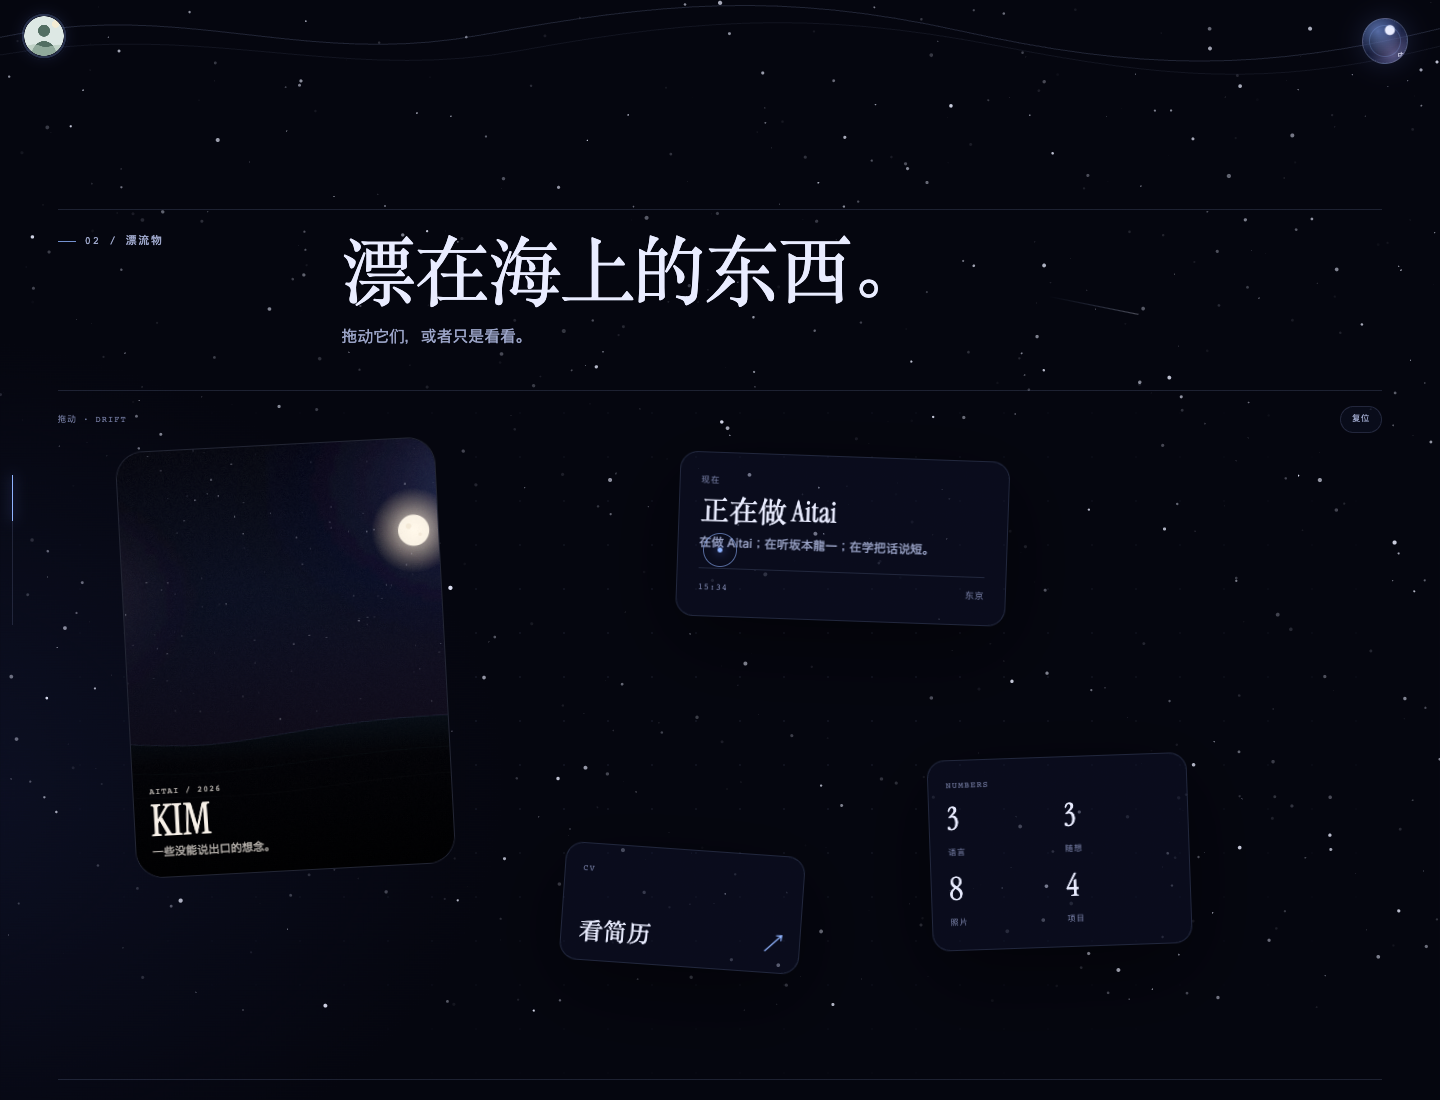 02 / 漂流物
漂在海上的东西。
拖动它们，或者只是看看。
拖动 · DRIFT
复位
现在
正在做 Aitai
在做 Aitai；在听坂本龍一；在学把话说短。
15:34
东京
AITAI / 2026
KIM
一些没能说出口的想念。
NUMBERS
3
3
语言
随想
8
4
照片
项目
CV
看简历